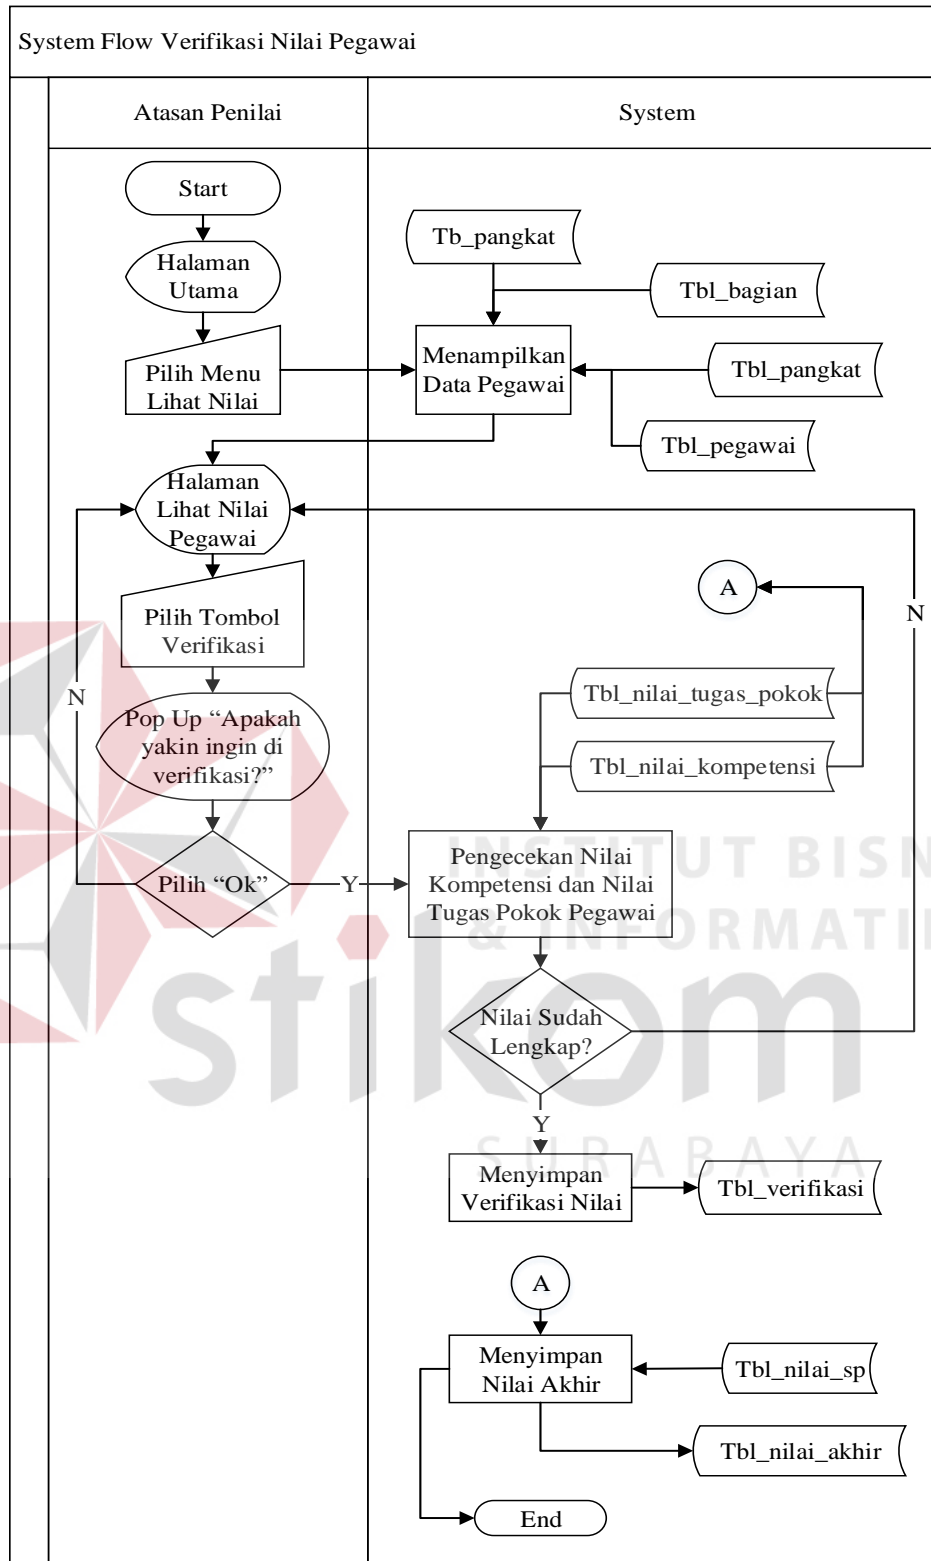 System Flow Verifikasi Nilai Pegawai
Atasan Penilai
System
Start
Halaman
Utama
Pilih Menu
Lihat Nilai
Tb_pangkat
Tbl_bagian
Menampilkan
Data Pegawai
Tbl_pangkat
Tbl_pegawai
Halaman
Lihat Nilai
Pegawai
Pilih Tombol
Verifikasi
A
N
Tbl_nilai_tugas_pokok
N
Pop Up “Apakah
yakin ingin di
verifikasi?”
Tbl_nilai_kompetensi
Pilih “Ok”
Y
Pengecekan Nilai
Kompetensi dan Nilai
Tugas Pokok Pegawai
Nilai Sudah
Lengkap?
Y
Menyimpan
Verifikasi Nilai
Tbl_verifikasi
A
Menyimpan
Nilai Akhir
Tbl_nilai_sp
Tbl_nilai_akhir
End
INSTITUT BISN
& INFORMATI
stikom
SURABAYA